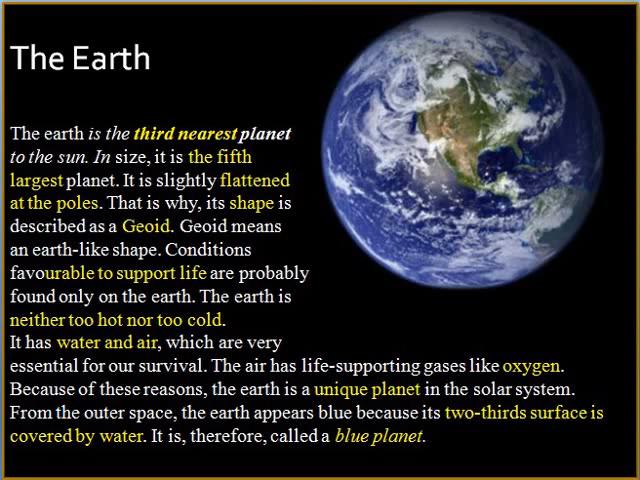 The Earth
The earth is the third nearest planet
to the sun. In size, it is the fifth
largest planet. It is slightly flattened
at the poles. That is why, its shape is
described as a Geoid. Geoid means
an earth-like shape. Conditions
favourable to support life are probably
found only on the earth. The earth is
neither too hot nor too cold.
It has water and air, which are very
essential for our survival. The air has life-supporting gases like oxygen.
Because of these reasons, the earth is a unique planet in the solar system.
From the outer space, the earth appears blue because its two-thirds surface is
covered by water. It is, therefore, called a blue planet.